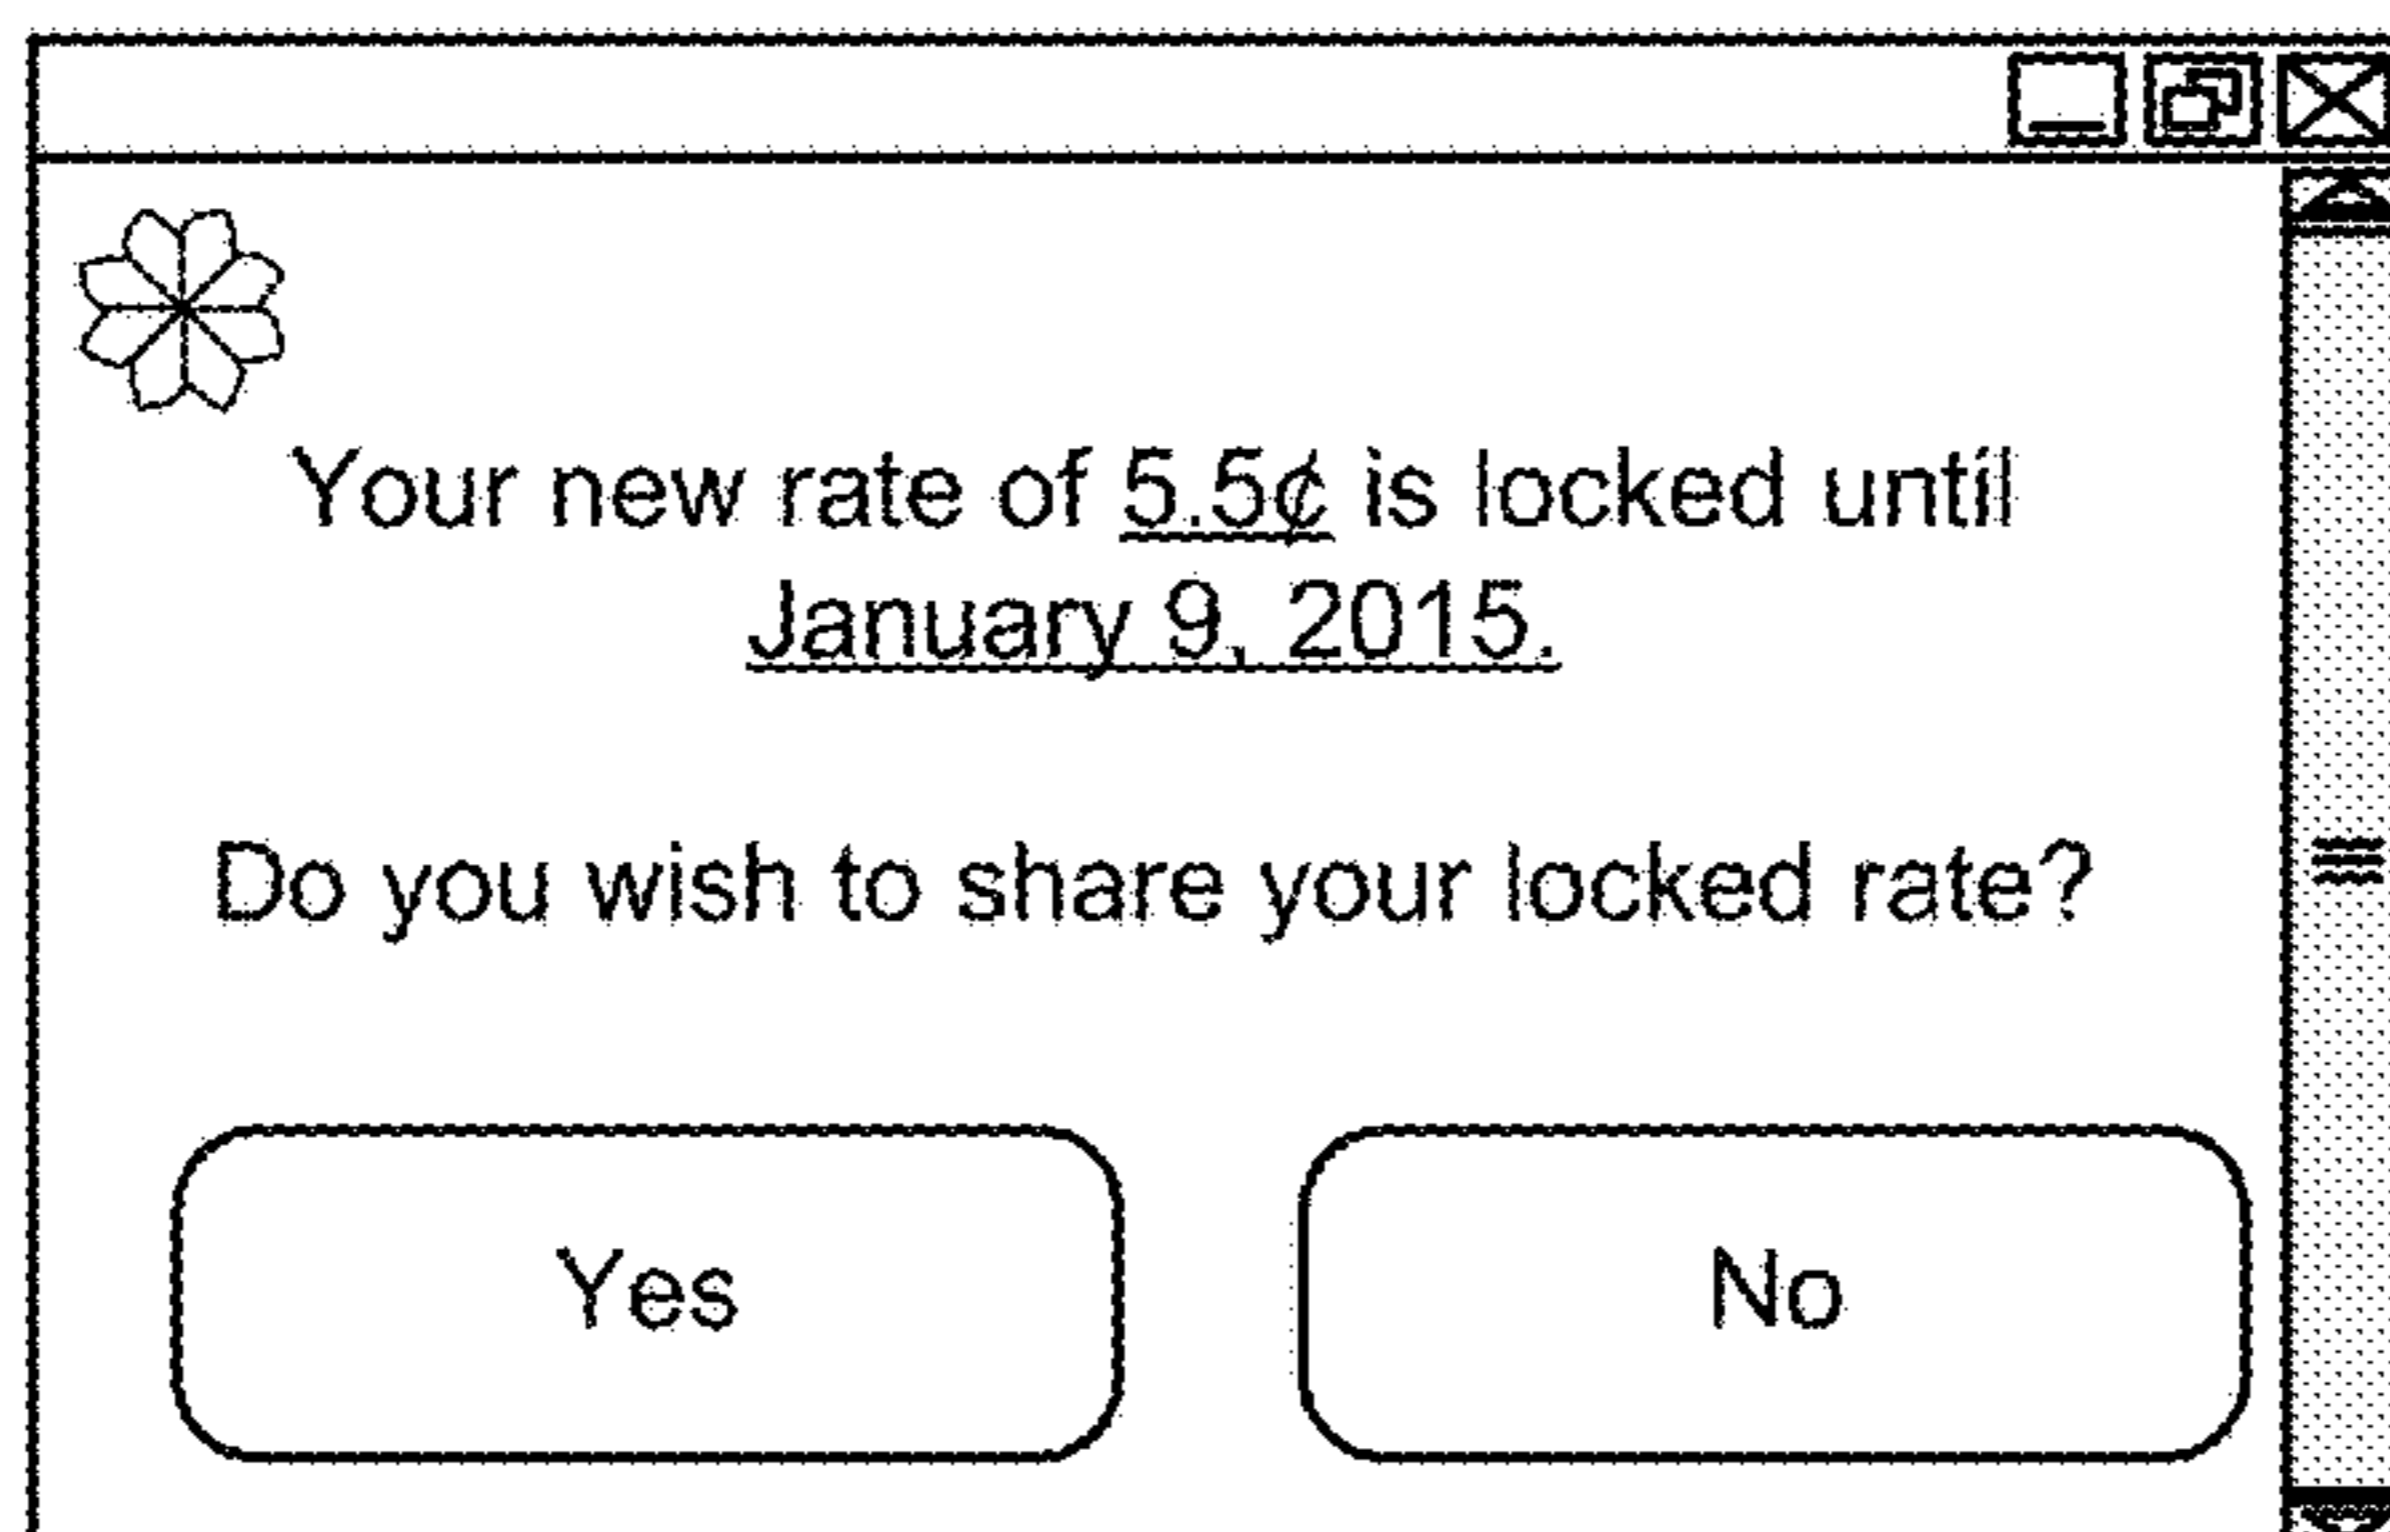 Your new rate of 5.5¢ is locked until
January 9, 2015.
Do you wish to share your locked rate?
Yes
No